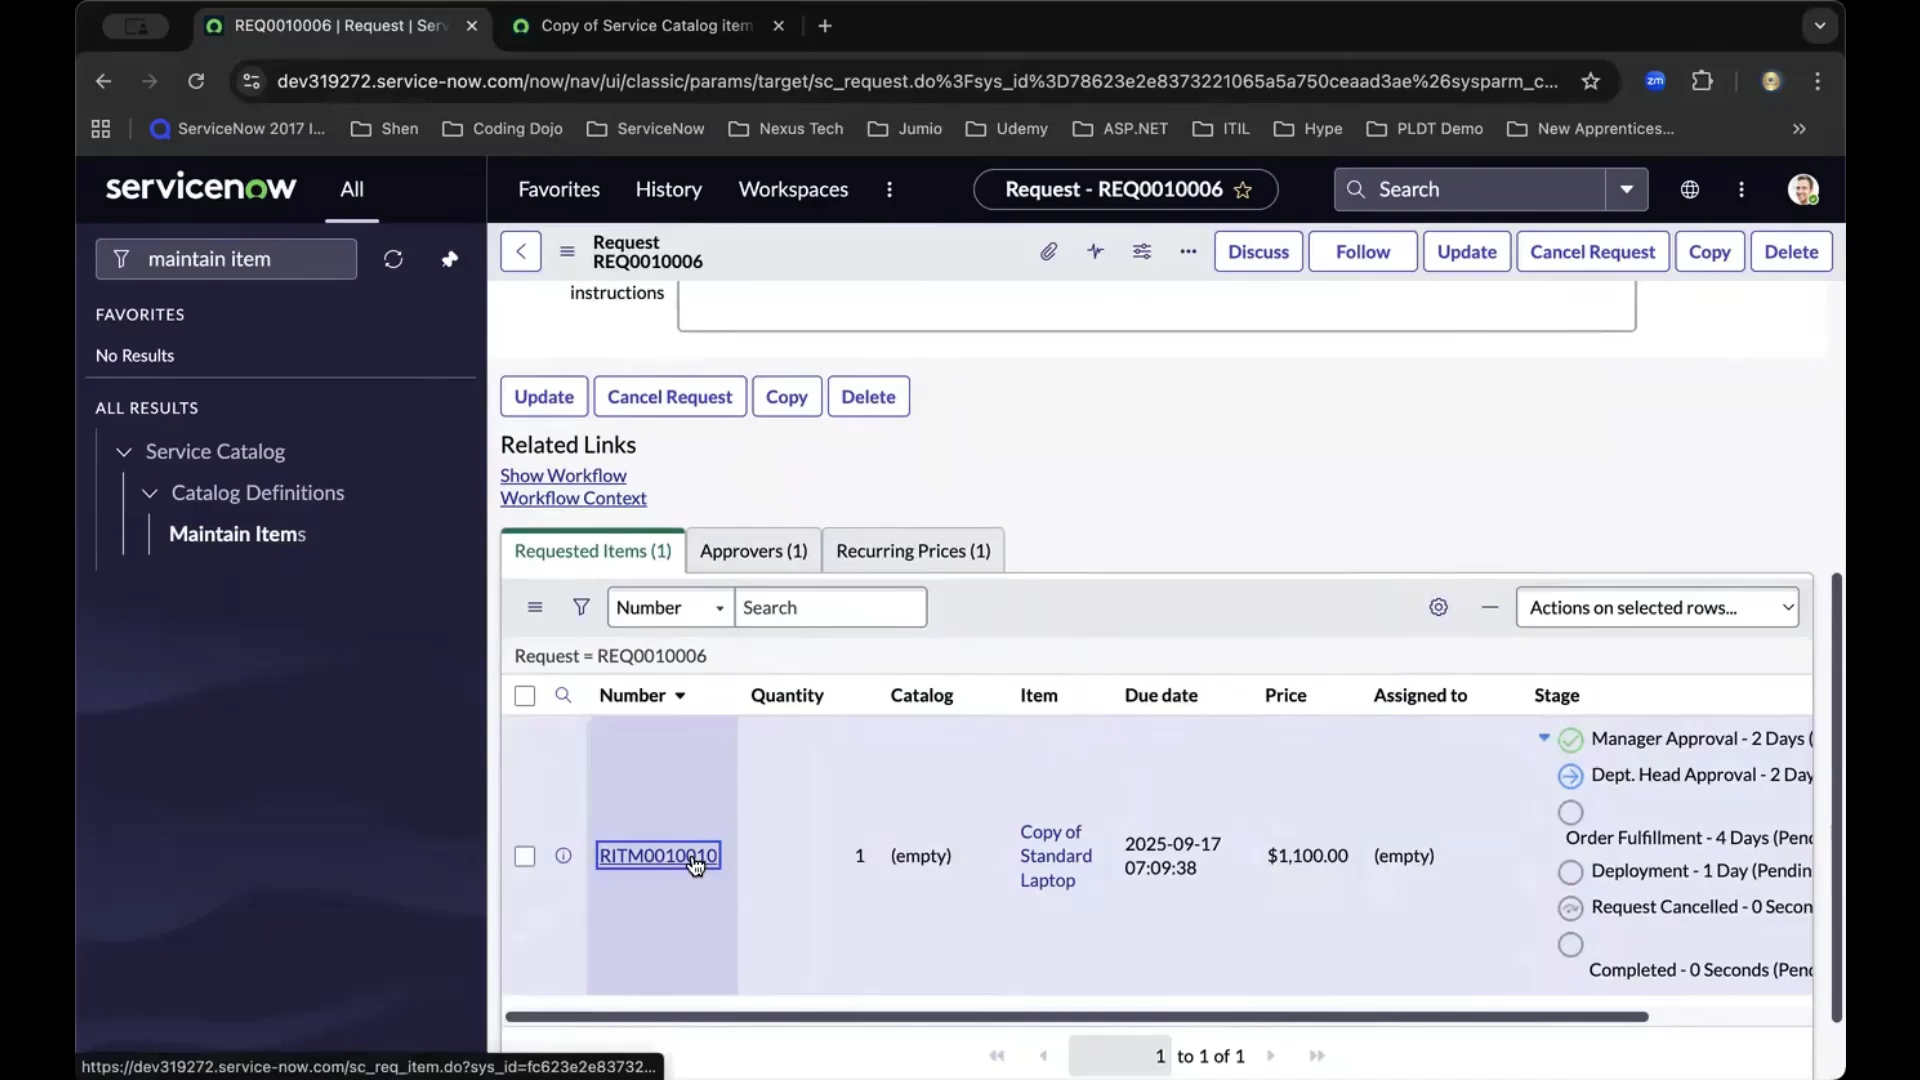 REQ0010006 | Request | Serv
Copy of Service Catalog item
dev319272.service-now.com/now/nav/ui/classic/params/target/sc_request.do%3Fsys_id%3D78623e2e8373221065a5a750ceaad3ae%26sysparm_c...
zm
ServiceNow 2017 I...
Shen
Coding Dojo
ServiceNow
Nexus Tech
Jumio
Udemy
ASP.NET
ITIL
Hype
PLDT Demo
New Apprentices...
servicenow
All
Favorites
History
Workspaces
Request - REQ0010006
Search
maintain item
FAVORITES
No Results
ALL RESULTS
Service Catalog
Catalog Definitions
Maintain Items
Request
REQ0010006
Discuss
Follow
Update
Cancel Request
Copy
Delete
instructions
Update
Cancel Request
Copy
Delete
Related Links
Show Workflow
Workflow Context
Requested Items (1)
Approvers (1)
Recurring Prices (1)
Number
Search
Actions on selected rows...
Request = REQ0010006
Number
Quantity
Catalog
Item
Due date
Price
Assigned to
Stage
RITM0010010
1
(empty)
Copy of
Standard
Laptop
2025-09-17
07:09:38
$1,100.00
(empty)
Manager Approval - 2 Days (
Dept. Head Approval - 2 Day
Order Fulfillment - 4 Days (Pend
Deployment - 1 Day (Pendin
Request Cancelled - 0 Secon
Completed - 0 Seconds (Pend
1 to 1 of 1
https://dev319272.service-now.com/sc_req_item.do?sys_id=fc623e2e83732...